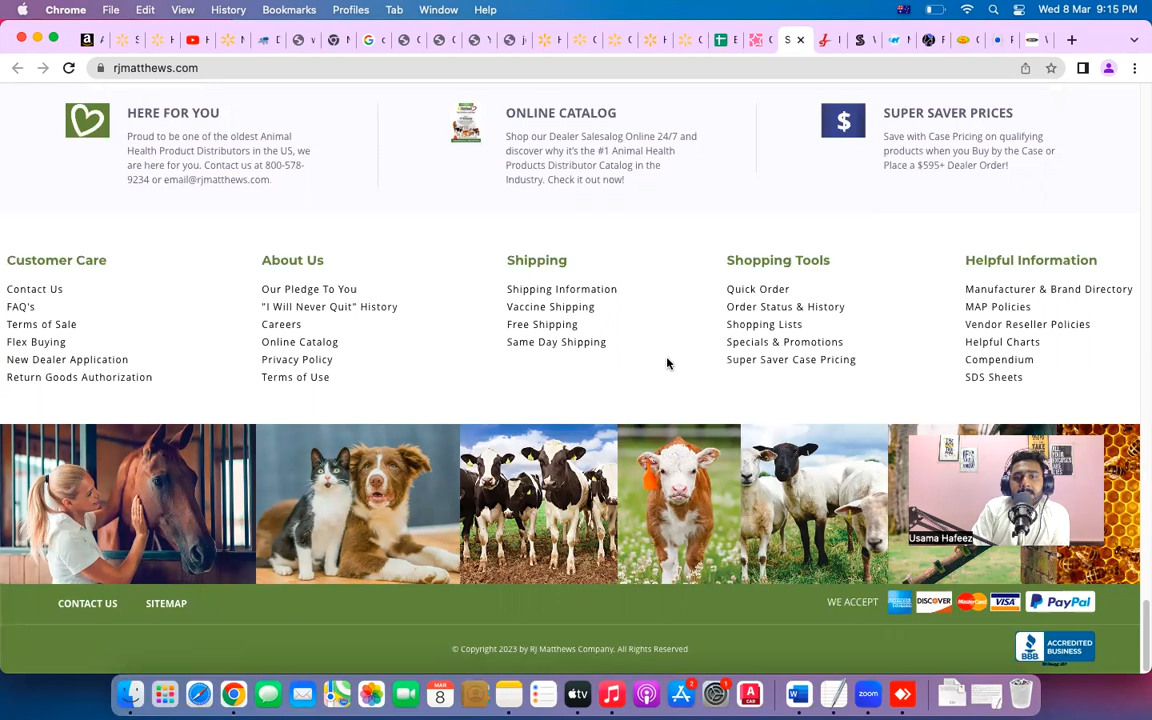 Chrome File Edit View History Bookmarks Profiles Tab Window Help Wed 8 Mar 9:15 PM
rjmatthews.com
HERE FOR YOU
Proud to be one of the oldest Animal
Health Product Distributors in the US, we
are here for you. Contact us at 800-578-
9234 or email@rjmatthews.com.
ONLINE CATALOG
Shop our Dealer Salesalog Online 24/7 and
discover why it's the #1 Animal Health
Products Distributor Catalog in the
Industry. Check it out now!
$
SUPER SAVER PRICES
Save with Case Pricing on qualifying
products when you Buy by the Case or
Place a $595+ Dealer Order!
Customer Care
Contact Us
FAQ's
Terms of Sale
Flex Buying
New Dealer Application
Return Goods Authorization
About Us
Our Pledge To You
"I Will Never Quit" History
Careers
Online Catalog
Privacy Policy
Terms of Use
Shipping
Shipping Information
Vaccine Shipping
Free Shipping
Same Day Shipping
Shopping Tools
Quick Order
Order Status & History
Shopping Lists
Specials & Promotions
Super Saver Case Pricing
Helpful Information
Manufacturer & Brand Directory
MAP Policies
Vendor Reseller Policies
Helpful Charts
Compendium
SDS Sheets
Usama Hafeez
CONTACT US SITEMAP
WE ACCEPT DISCOVER MasterCard VISA PayPal
© Copyright 2023 by RJ Matthews Company. All Rights Reserved
BBB ACCREDITED
BUSINESS
MAR
8
tv
2
1
zoom